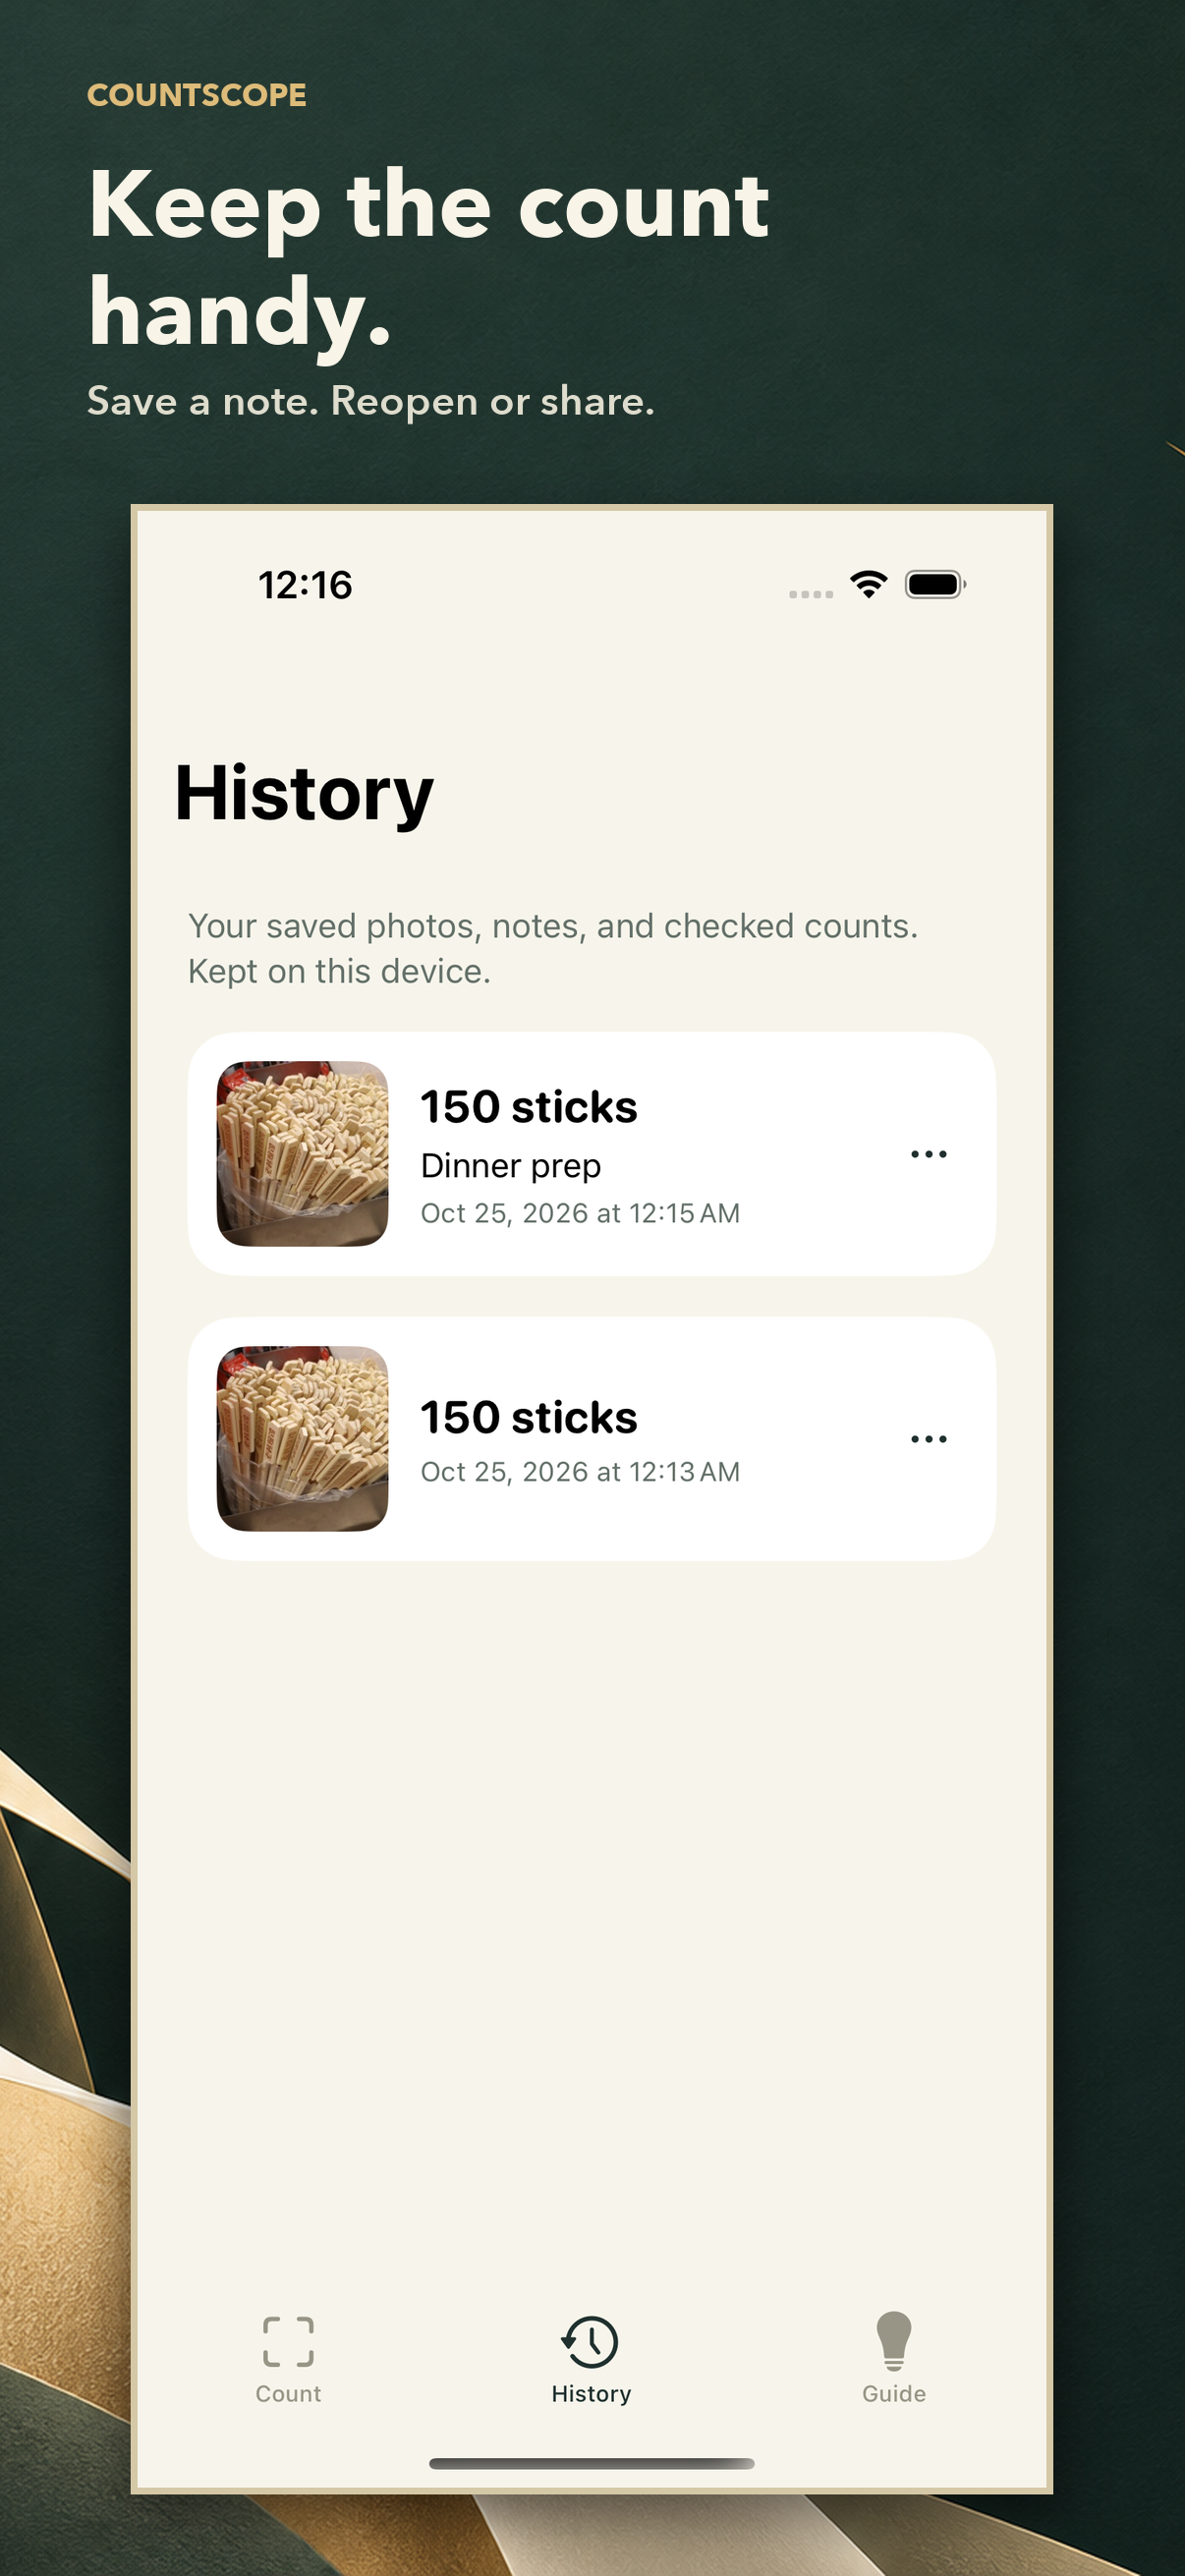 COUNTSCOPE
Keep the count
handy.
Save a note. Reopen or share.
12:16
History
Your saved photos, notes, and checked counts.
Kept on this device.
150 sticks
Dinner prep
Oct 25, 2026 at 12:15 AM
150 sticks
Oct 25, 2026 at 12:13 AM
Count
History
Guide